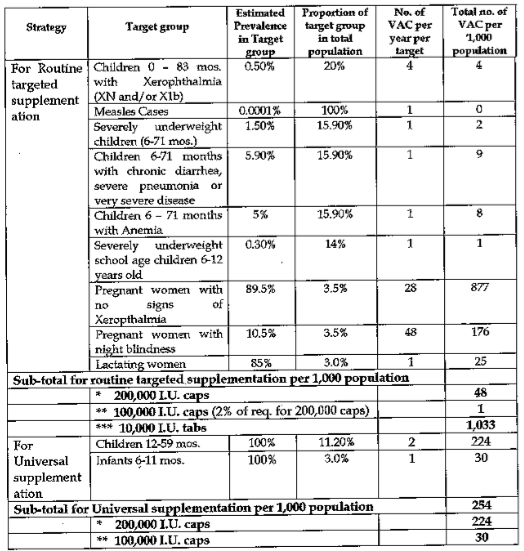 Strategy
Target group
Estimated
Prevalence
in Target
group
Proportion of
target group
in total
population
No. of
VAC per
year per
target
Total no. of
VAC per
1,000
population
For Routine
targeted
supplement
ation
Children 0 – 83 mos.
with Xerophthalmia
(XN and/or X1b)
0.50%
20%
4
4
Measles Cases
0.0001%
100%
1
0
Severely underweight
children (6-71 mos.)
1.50%
15.90%
1
2
Children 6-71 months
with chronic diarrhea,
severe pneumonia or
very severe disease
5.90%
15.90%
1
9
Children 6 – 71 months
with Anemia
5%
15.90%
1
8
Severely underweight
school age children 6-12
years old
0.30%
14%
1
1
Pregnant women with
no signs of
Xeropthalmia
89.5%
3.5%
28
877
Pregnant women with
night blindness
10.5%
3.5%
48
176
Lactating women
85%
3.0%
1
25
Sub-total for routine targeted supplementation per 1,000 population
* 200,000 I.U. caps
48
** 100,000 I.U. caps (2% of req. for 200,000 caps)
1
*** 10,000 I.U. tabs
1,033
For
Universal
supplement
ation
Children 12-59 mos.
100%
11.20%
2
224
Infants 6-11 mos.
100%
3.0%
1
30
Sub-total for Universal supplementation per 1,000 population
254
* 200,000 I.U. caps
224
** 100,000 I.U. caps
30